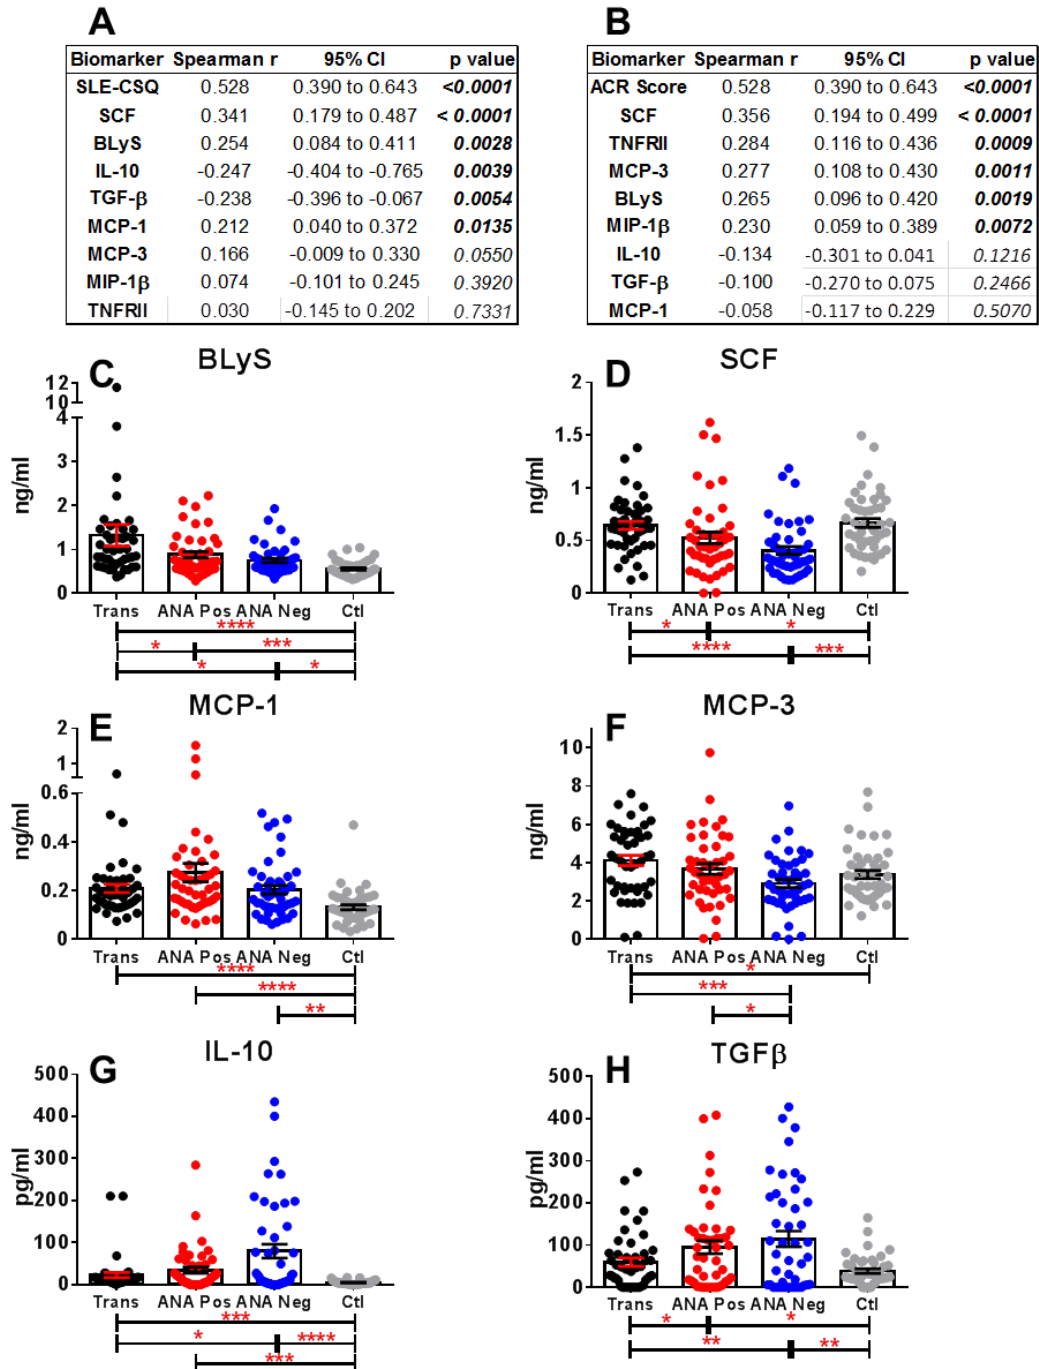 A
Biomarker Spearman r 95% CI p value
SLE-CSQ 0.528 0.390 to 0.643 <0.0001
SCF 0.341 0.179 to 0.487 < 0.0001
BLyS 0.254 0.084 to 0.411 0.0028
IL-10 -0.247 -0.404 to -0.765 0.0039
TGF-β -0.238 -0.396 to -0.067 0.0054
MCP-1 0.212 0.040 to 0.372 0.0135
MCP-3 0.166 -0.009 to 0.330 0.0550
MIP-1β 0.074 -0.101 to 0.245 0.3920
TNFRII 0.030 -0.145 to 0.202 0.7331
B
Biomarker Spearman r 95% CI p value
ACR Score 0.528 0.390 to 0.643 <0.0001
SCF 0.356 0.194 to 0.499 < 0.0001
TNFRII 0.284 0.116 to 0.436 0.0009
MCP-3 0.277 0.108 to 0.430 0.0011
BLyS 0.265 0.096 to 0.420 0.0019
MIP-1β 0.230 0.059 to 0.389 0.0072
IL-10 -0.134 -0.301 to 0.041 0.1216
TGF-β -0.100 -0.270 to 0.075 0.2466
MCP-1 -0.058 -0.117 to 0.229 0.5070
C
BLyS
12
10
4
3
2
1
0
ng/ml
Trans ANA Pos ANA Neg Ctl
****
* ***
* *
D
SCF
2
1.5
1
0.5
0
ng/ml
Trans ANA Pos ANA Neg Ctl
* *
**** ***
E
MCP-1
2
1
0.6
0.4
0.2
0
ng/ml
Trans ANA Pos ANA Neg Ctl
****
****
**
F
MCP-3
10
8
6
4
2
0
ng/ml
Trans ANA Pos ANA Neg Ctl
*
***
*
G
IL-10
500
400
300
200
100
0
pg/ml
Trans ANA Pos ANA Neg Ctl
***
* ****
***
H
TGFβ
500
400
300
200
100
0
pg/ml
Trans ANA Pos ANA Neg Ctl
* *
** **